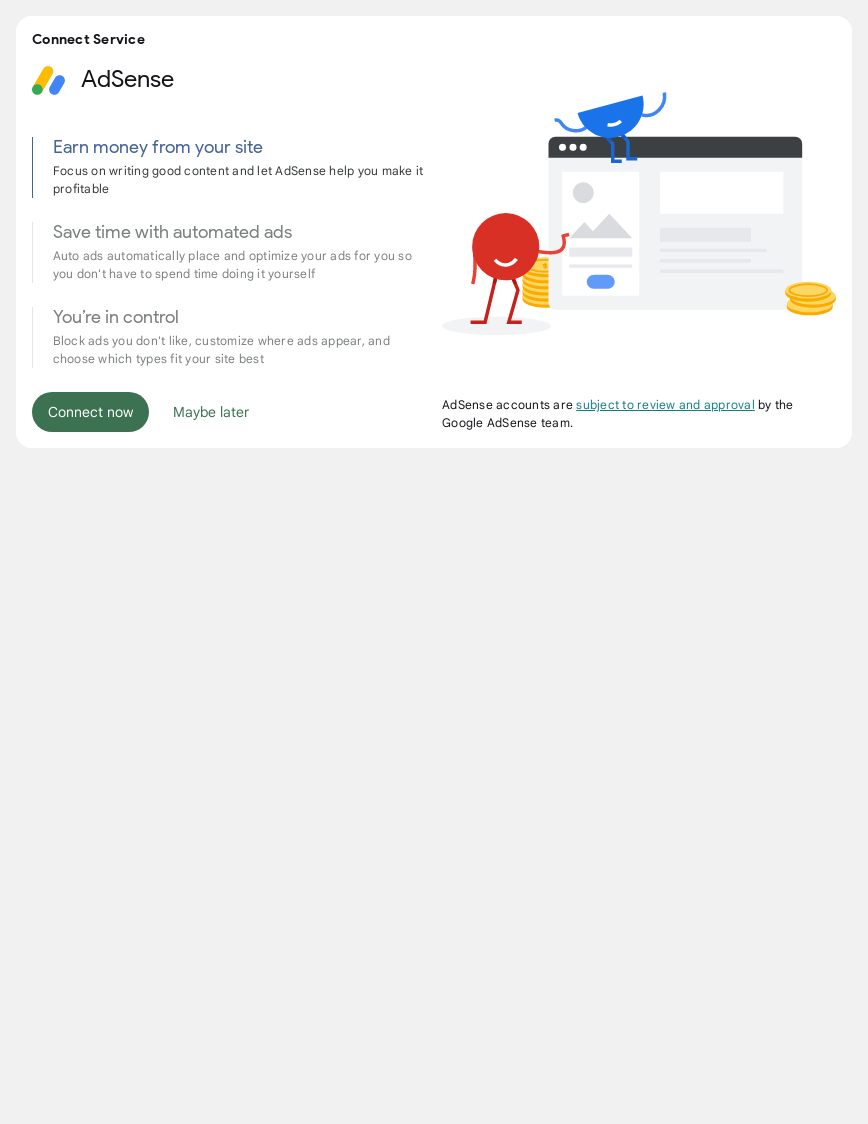 Connect Service
AdSense
Earn money from your site
Focus on writing good content and let AdSense help you make it
profitable
Save time with automated ads
Auto ads automatically place and optimize your ads for you so
you don't have to spend time doing it yourself
You’re in control
Block ads you don't like, customize where ads appear, and
choose which types fit your site best
Connect now
Maybe later
AdSense accounts are subject to review and approval by the
Google AdSense team.